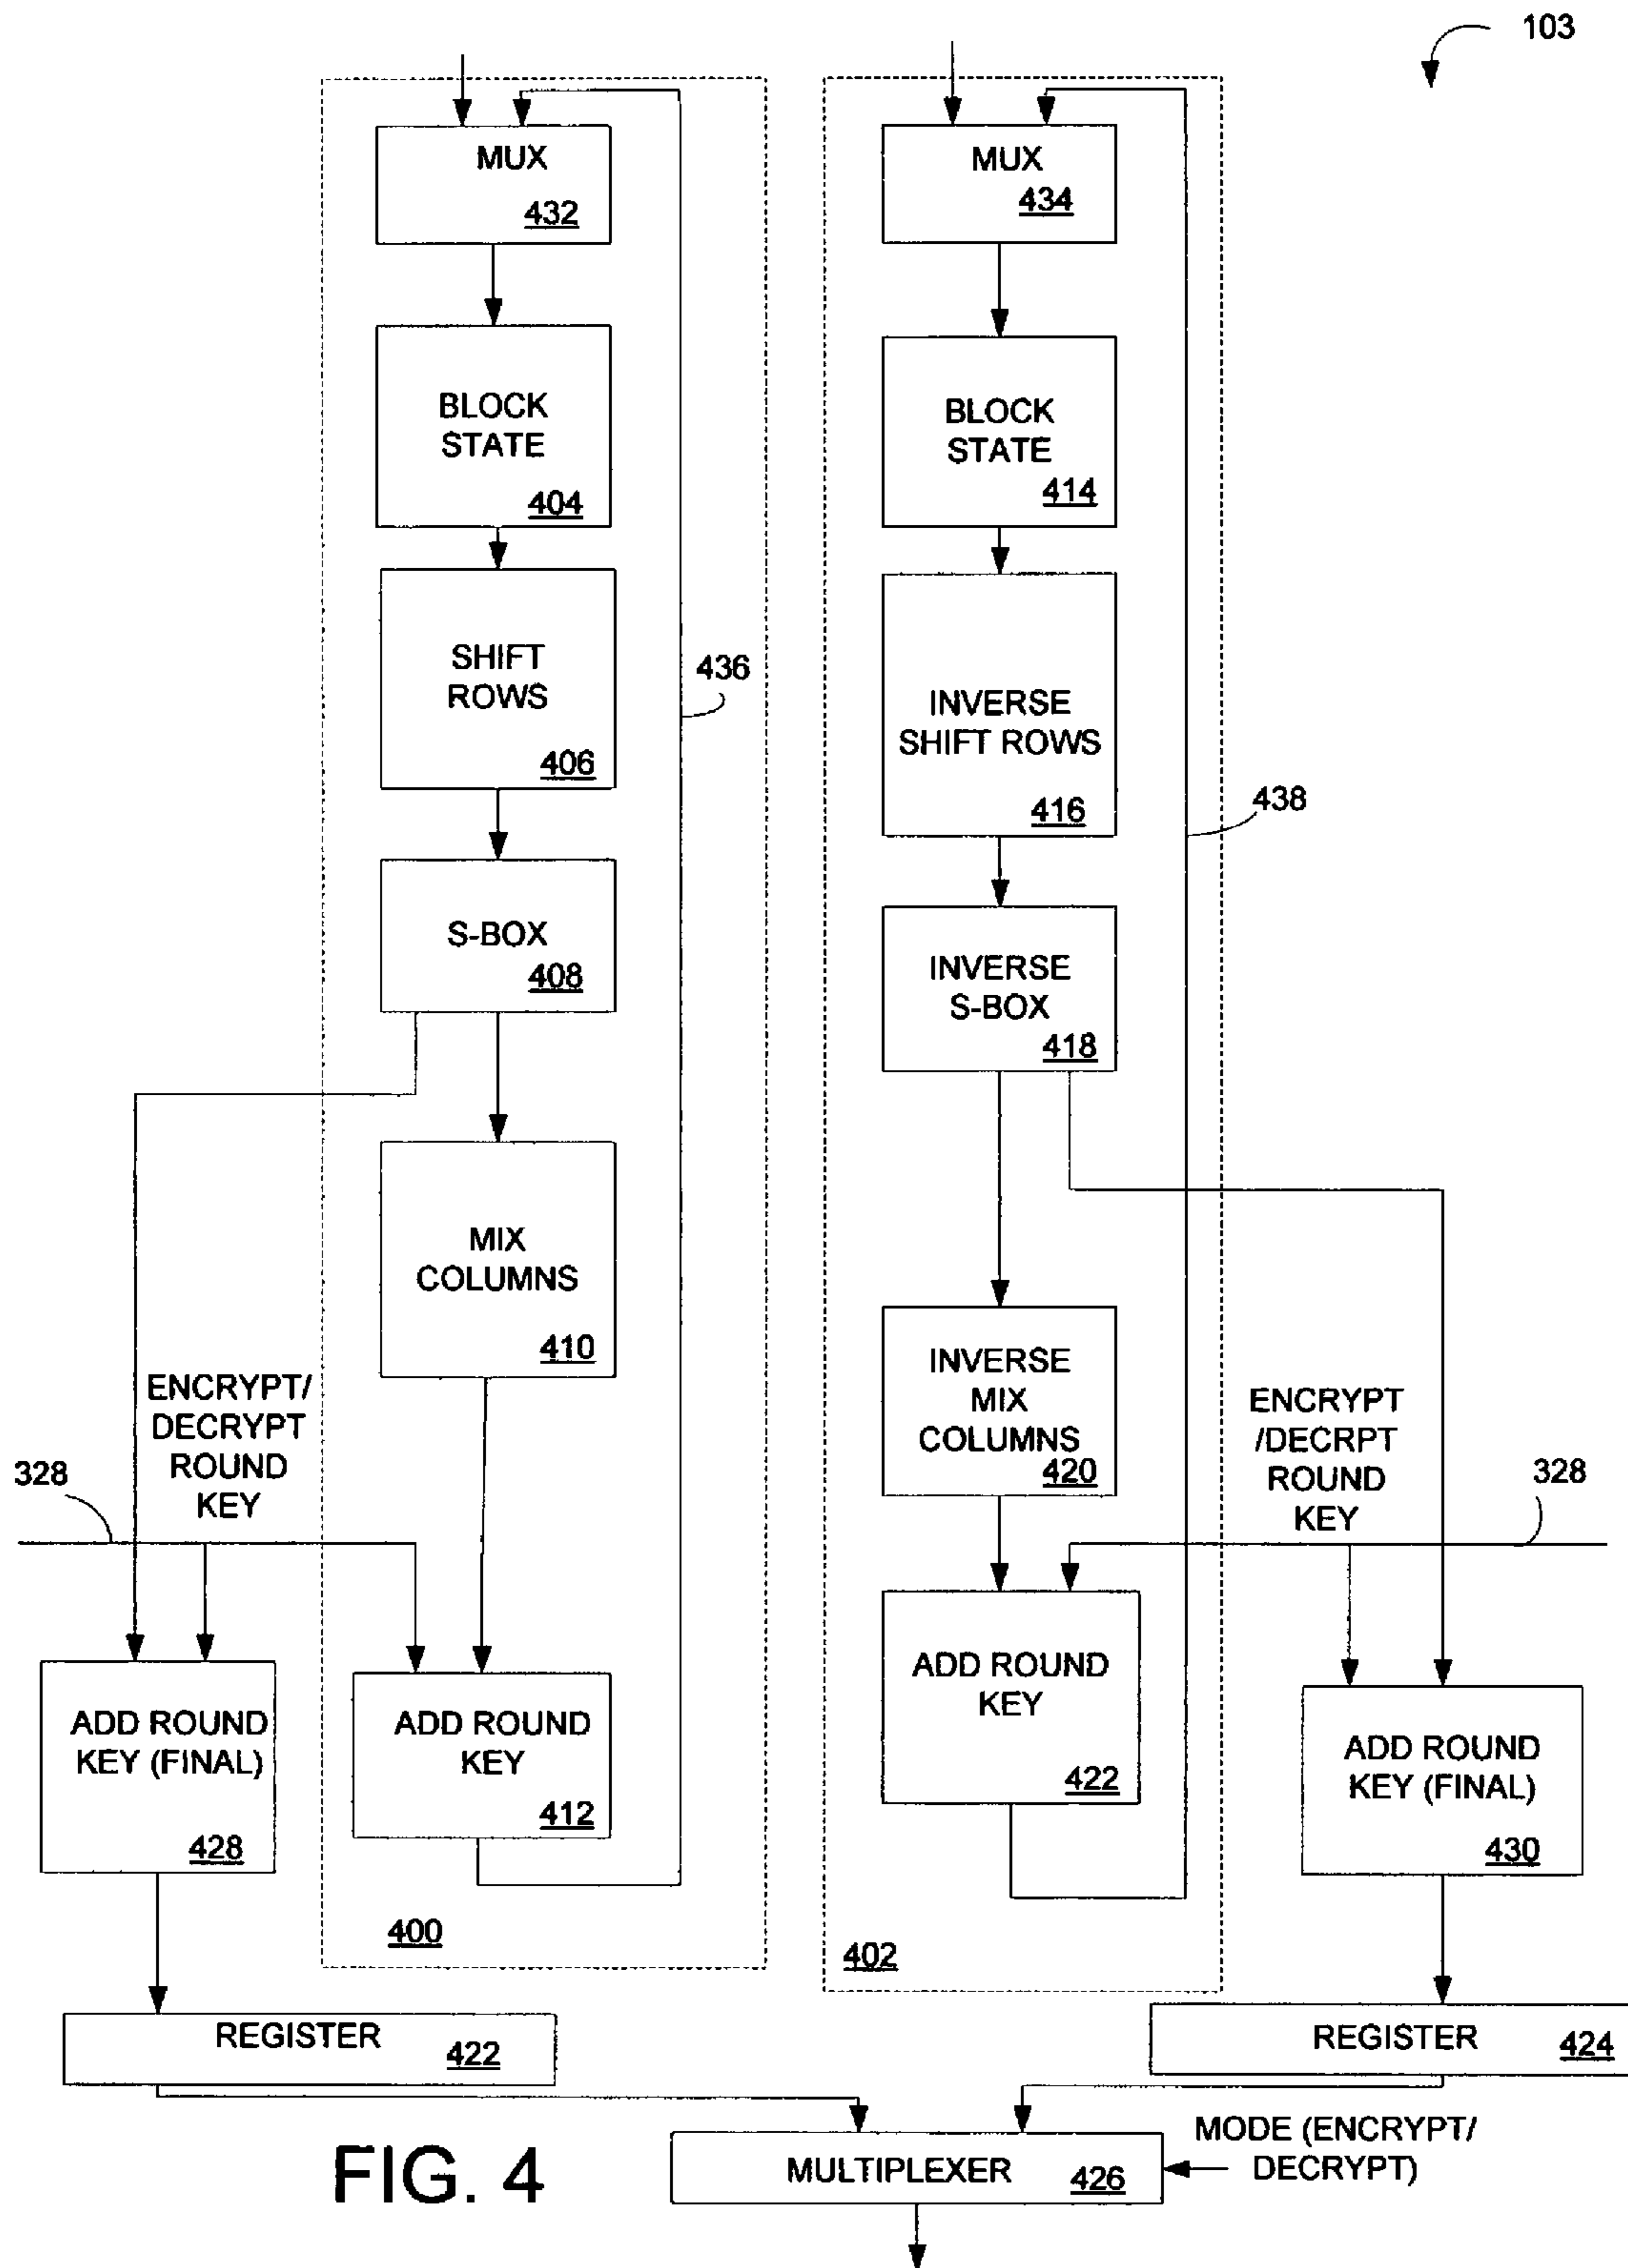 103
MUX
432
BLOCK
STATE
404
SHIFT
ROWS
406
436
S-BOX
408
MIX
COLUMNS
410
ENCRYPT/
DECRYPT
ROUND
KEY
328
ADD ROUND
KEY (FINAL)
428
ADD ROUND
KEY
412
400
REGISTER
422
MUX
434
BLOCK
STATE
414
INVERSE
SHIFT ROWS
416
438
INVERSE
S-BOX
418
INVERSE
MIX
COLUMNS
420
ENCRYPT
/DECRPT
ROUND
KEY
328
ADD ROUND
KEY
422
ADD ROUND
KEY (FINAL)
430
402
REGISTER
424
MULTIPLEXER
426
MODE (ENCRYPT/
DECRYPT)
FIG. 4